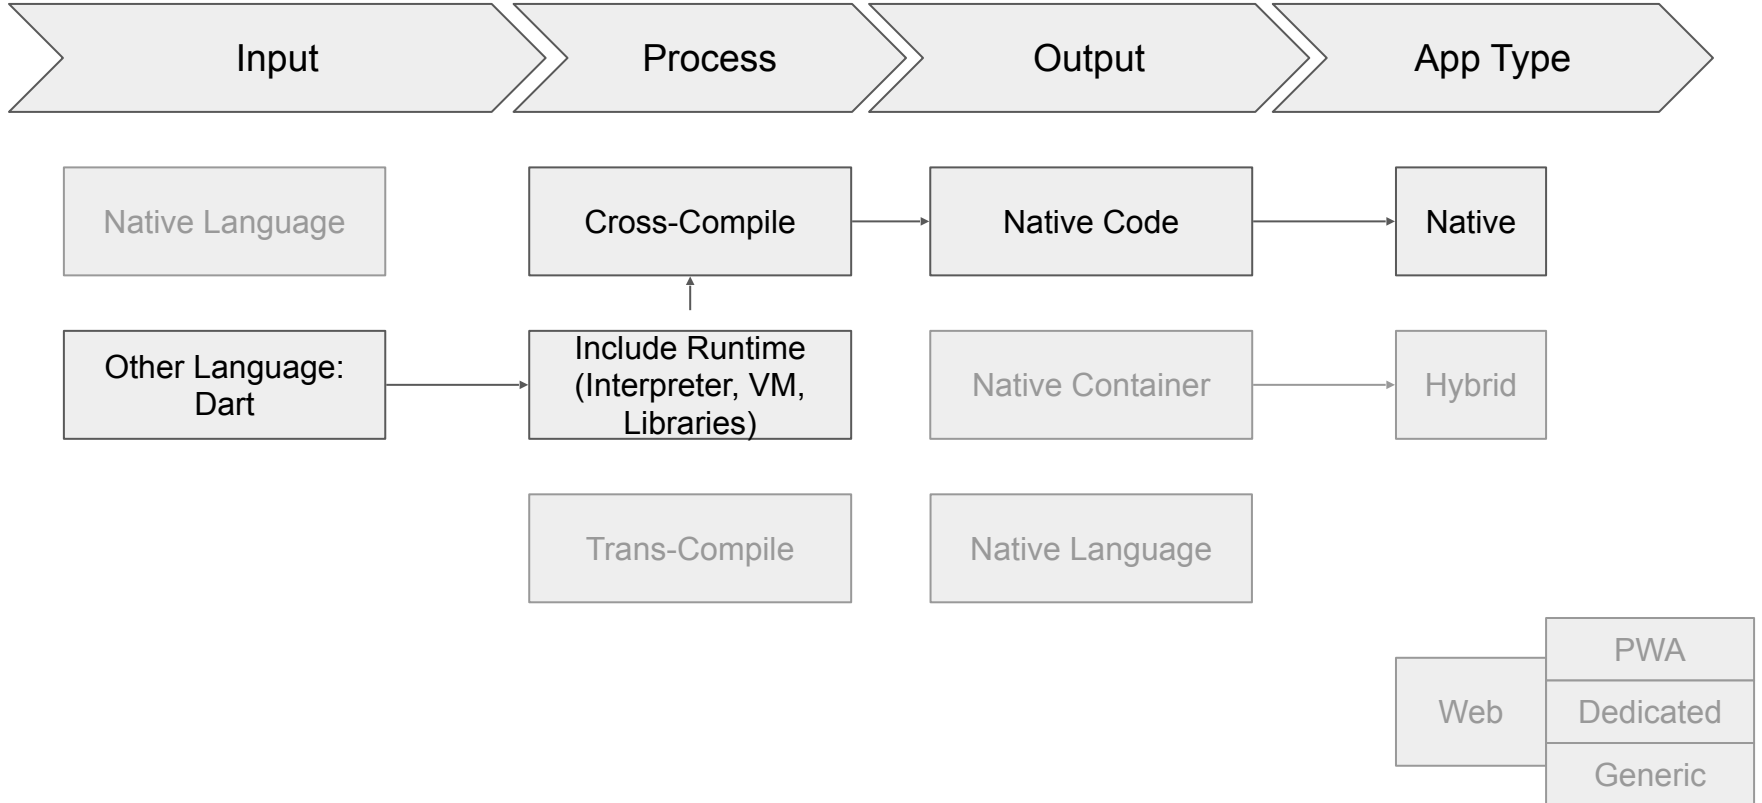 Input
Process
Output
App Type
Native Language
Cross-Compile
Native Code
Native
Other Language:
Dart
Include Runtime
(Interpreter, VM,
Libraries)
Native Container
Hybrid
Trans-Compile
Native Language
Web
PWA
Dedicated
Generic